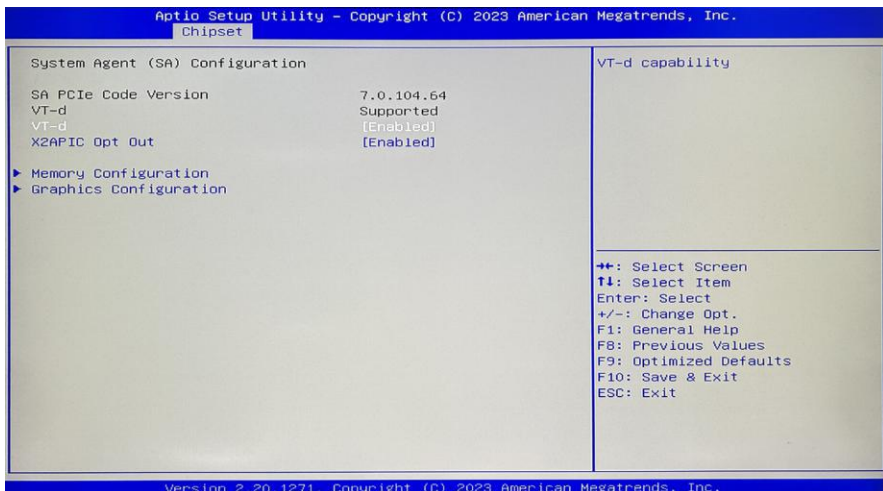 Aptio Setup Utility – Copyright (C) 2023 American Megatrends, Inc.
Chipset
System Agent (SA) Configuration
SA PCIe Code Version 7.0.104.64
VT-d Supported
VT-d [Enabled]
X2APIC Opt Out [Enabled]
Memory Configuration
Graphics Configuration
VT-d capability
→←: Select Screen
↑↓: Select Item
Enter: Select
+/-: Change Opt.
F1: General Help
F8: Previous Values
F9: Optimized Defaults
F10: Save & Exit
ESC: Exit
Version 2.20.1271. Copyright (C) 2023 American Megatrends, Inc.